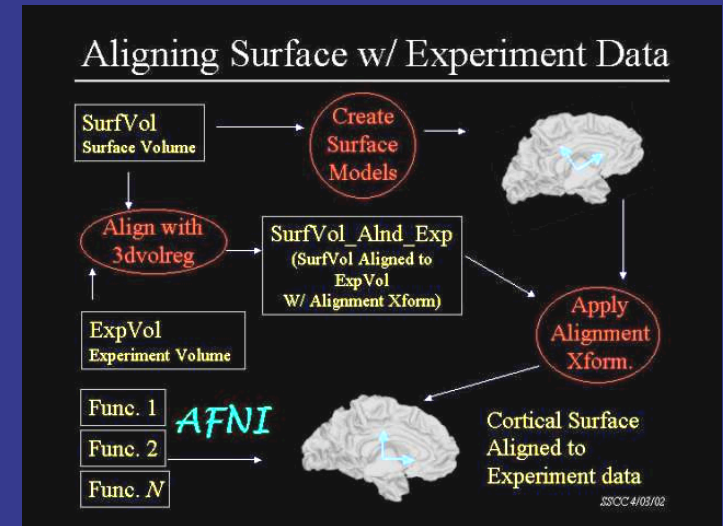 Aligning Surface w/ Experiment Data
SurfVol
Surface Volume
Create
Surface
Models
Align with
3dvolreg
SurfVol_Alnd_Exp
(SurfVol Aligned to
ExpVol
W/ Alignment Xform)
Apply
Alignment
Xform.
ExpVol
Experiment Volume
Func. 1
Func. 2
Func. N
AFNI
Cortical Surface
Aligned to
Experiment data
SSCC 4/03/02